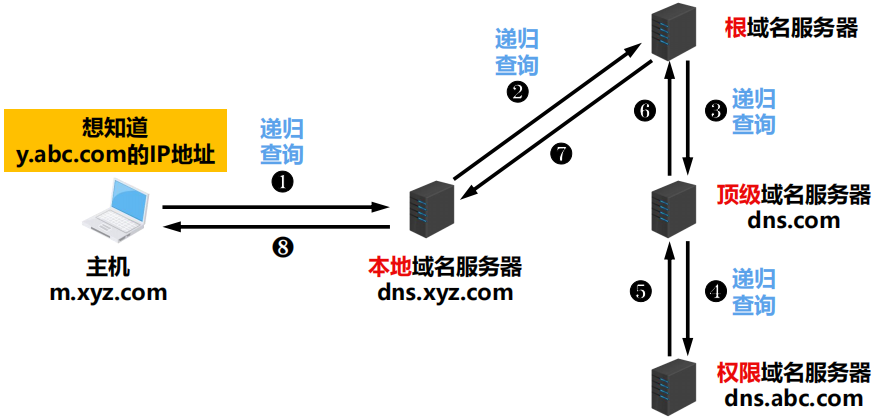 根域名服务器
递归
查询
❷
递归
查询
❸
❻
想知道
y.abc.com的IP地址
递归
查询
❶
❼
顶级域名服务器
dns.com
❽
主机
m.xyz.com
本地域名服务器
dns.xyz.com
递归
查询
❹
❺
权限域名服务器
dns.abc.com